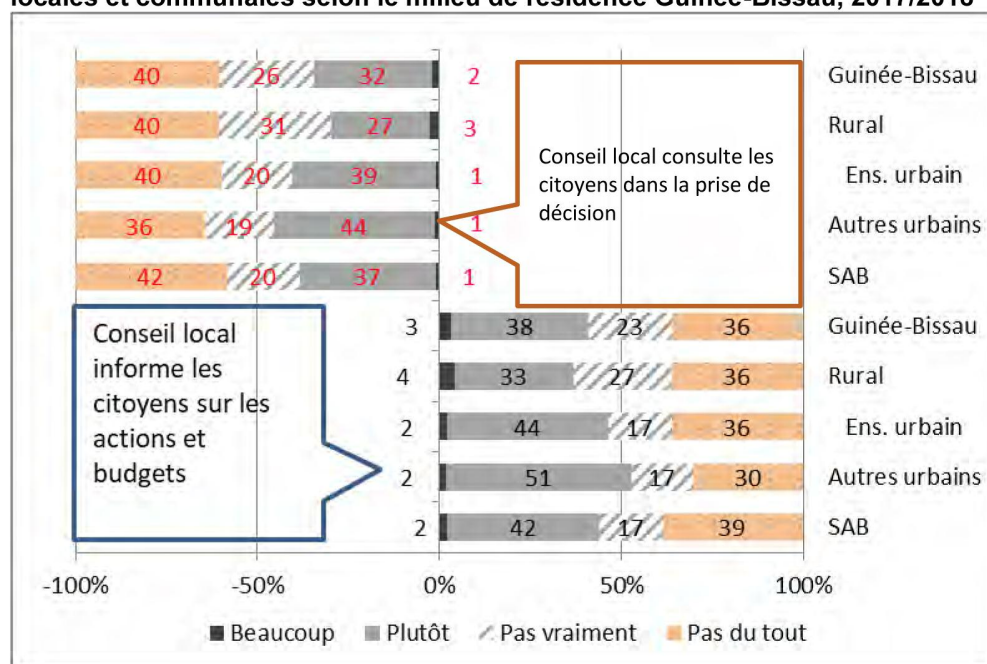 locales et communales selon le milieu de résidence Guinée-Bissau, 2017/2018
40 26 32 2 Guinée-Bissau
40 31 27 3 Rural
40 20 39 1 Ens. urbain
36 19 44 1 Autres urbains
42 20 37 1 SAB
Conseil local consulte les
citoyens dans la prise de
décision
3 38 23 36 Guinée-Bissau
4 33 27 36 Rural
2 44 17 36 Ens. urbain
2 51 17 30 Autres urbains
2 42 17 39 SAB
Conseil local
informe les
citoyens sur les
actions et
budgets
-100% -50% 0% 50% 100%
Beaucoup Plutôt Pas vraiment Pas du tout